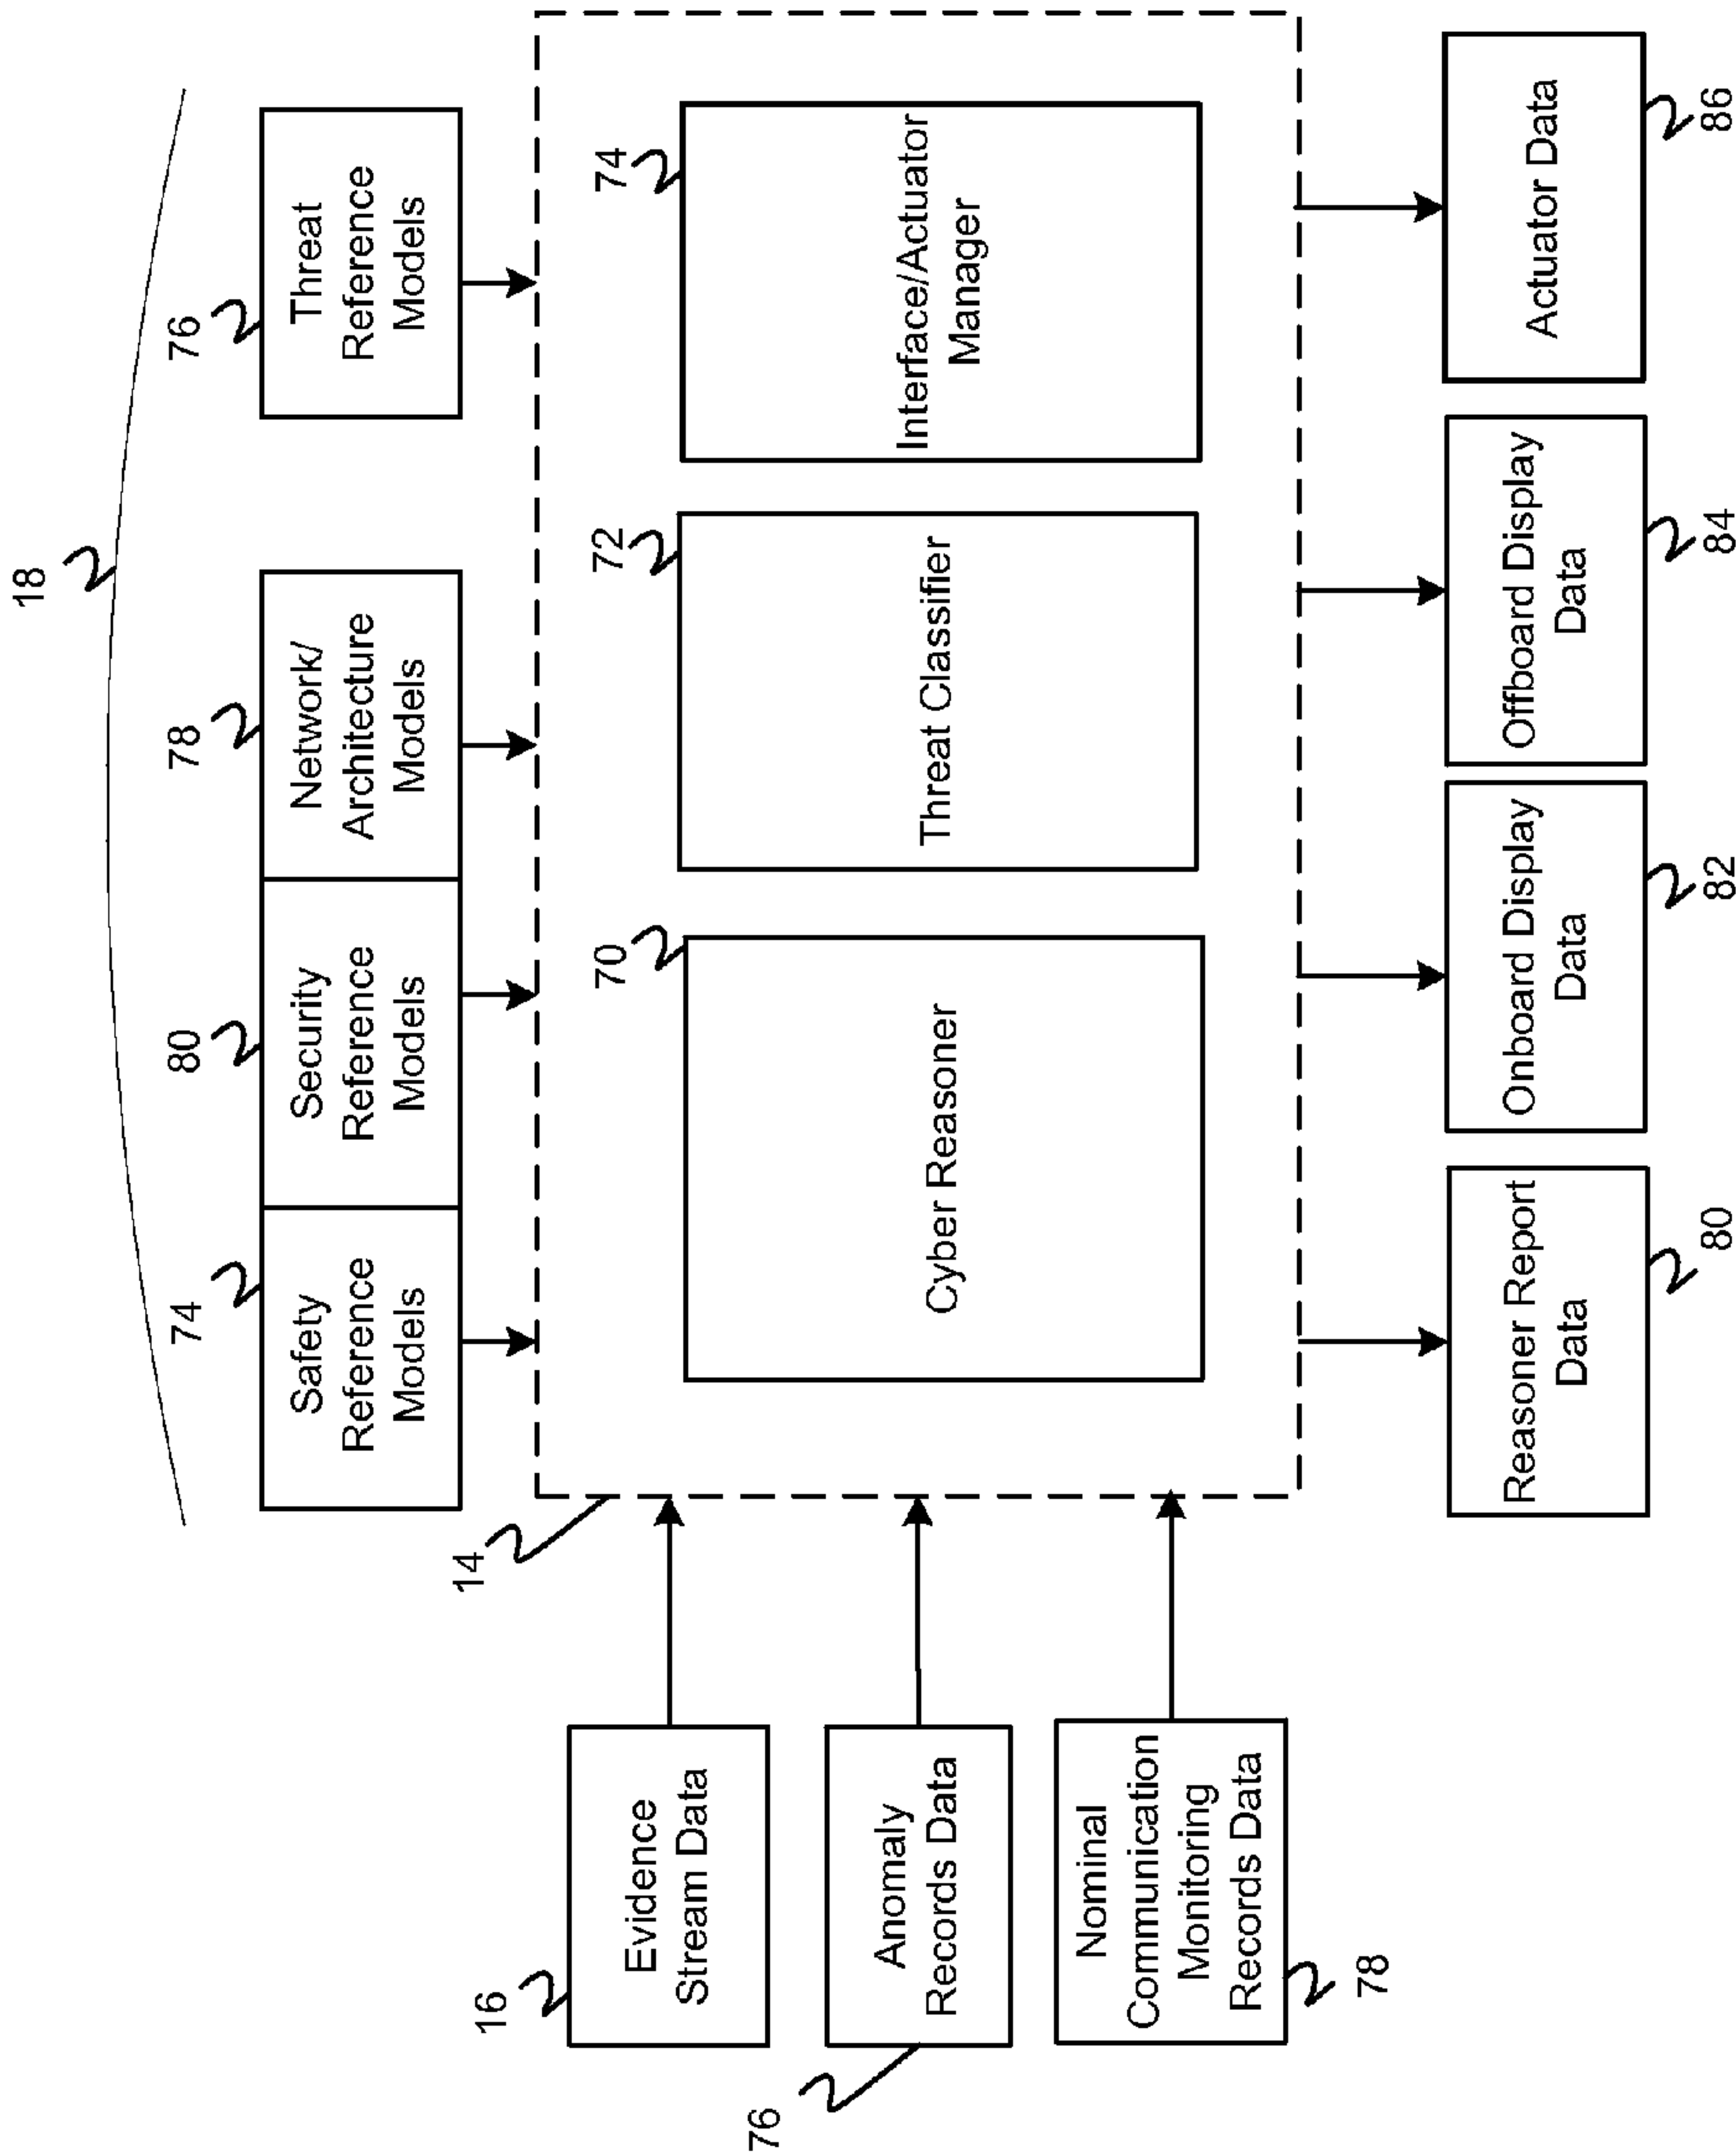 18
74
80
78
76
Safety
Reference
Models
Security
Reference
Models
Network/
Architecture
Models
Threat
Reference
Models
14
16
Evidence
Stream Data
76
Anomaly
Records Data
Nominal
Communication
Monitoring
Records Data
78
70
Cyber Reasoner
72
Threat Classifier
74
Interface/Actuator
Manager
Reasoner Report
Data
80
Onboard Display
Data
82
Offboard Display
Data
84
Actuator Data
86